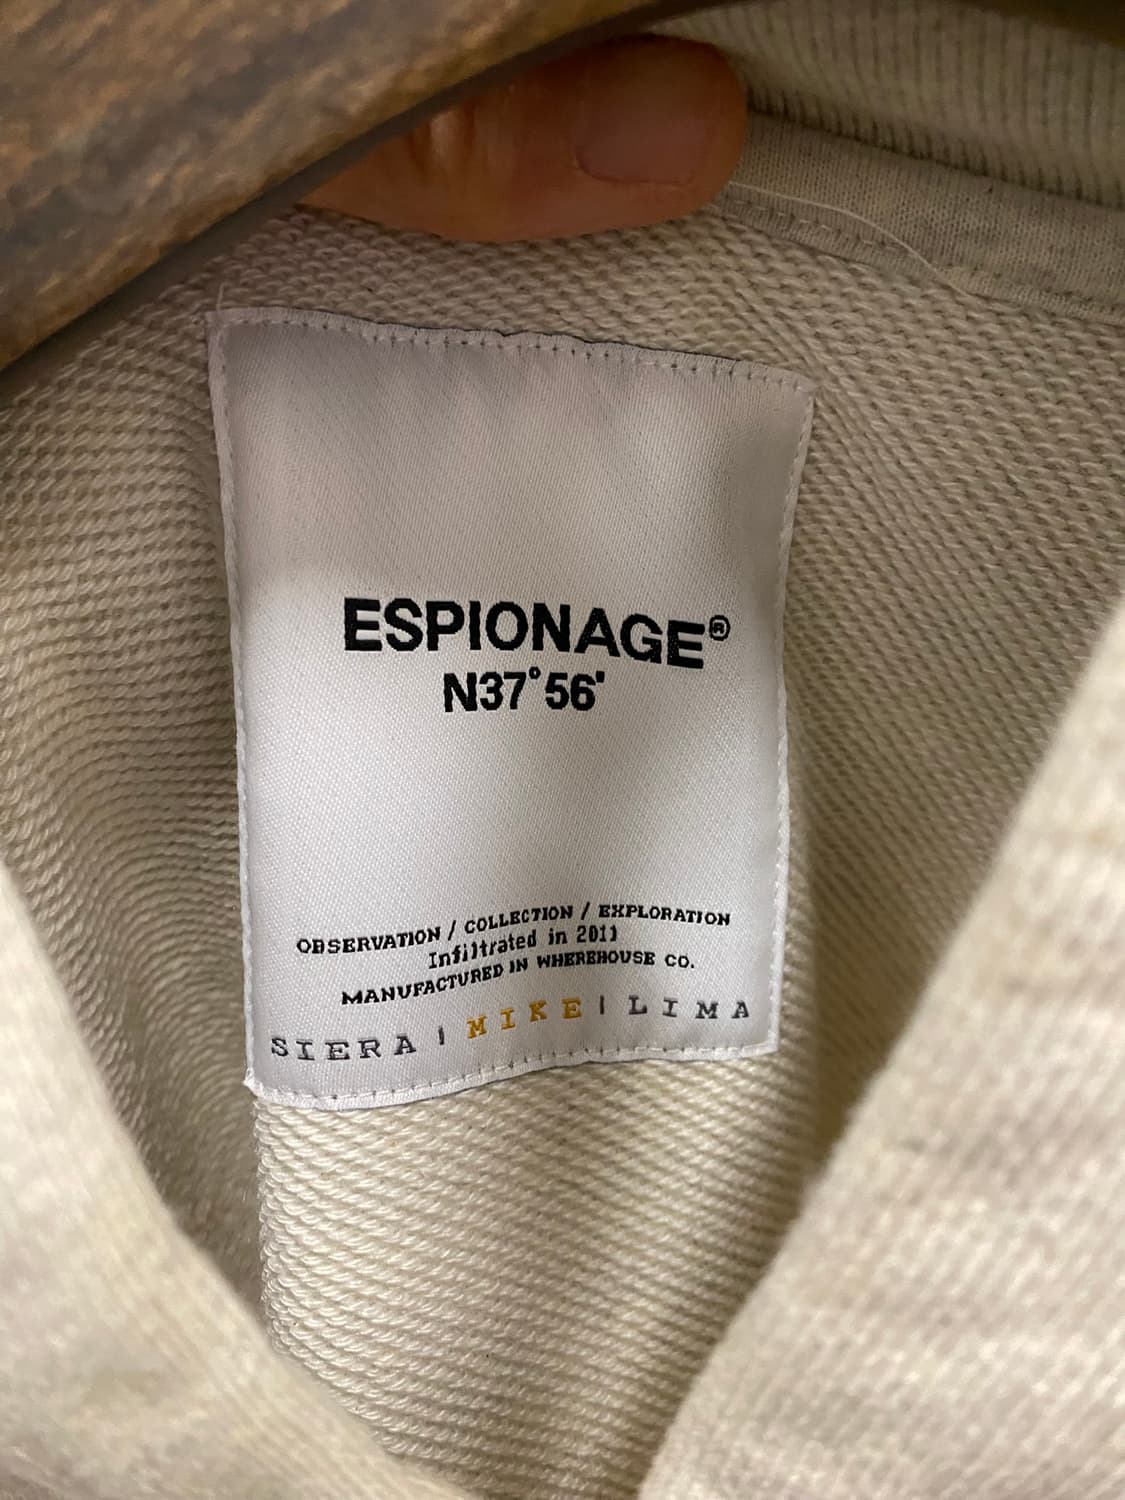 ESPIONAGE®
N37°56'
OBSERVATION / COLLECTION / EXPLORATION
Infiltrated in 2011
MANUFACTURED IN WHEREHOUSE CO.
SIERA | MIKE | LIMA